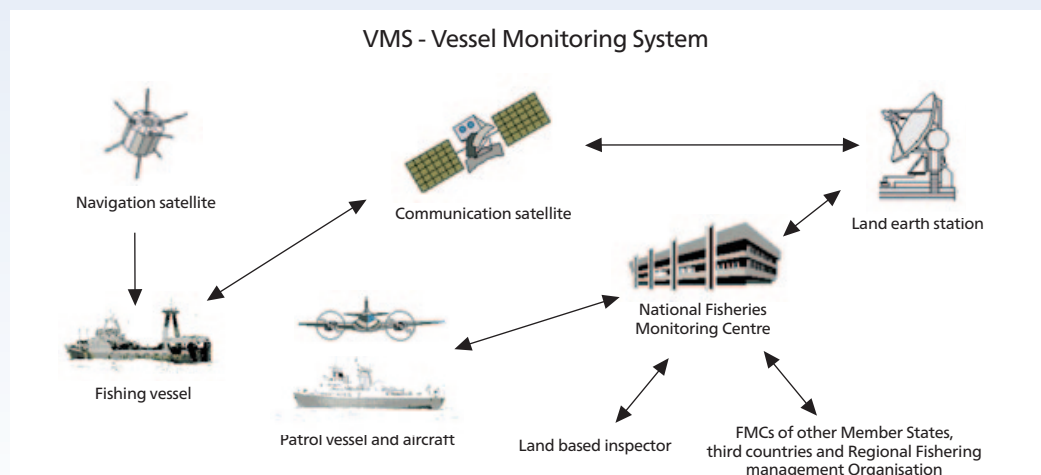 VMS - Vessel Monitoring System
Navigation satellite
Communication satellite
Land earth station
National Fisheries
Monitoring Centre
Fishing vessel
Patrol vessel and aircraft
Land based inspector
FMCs of other Member States,
third countries and Regional Fishering
management Organisation